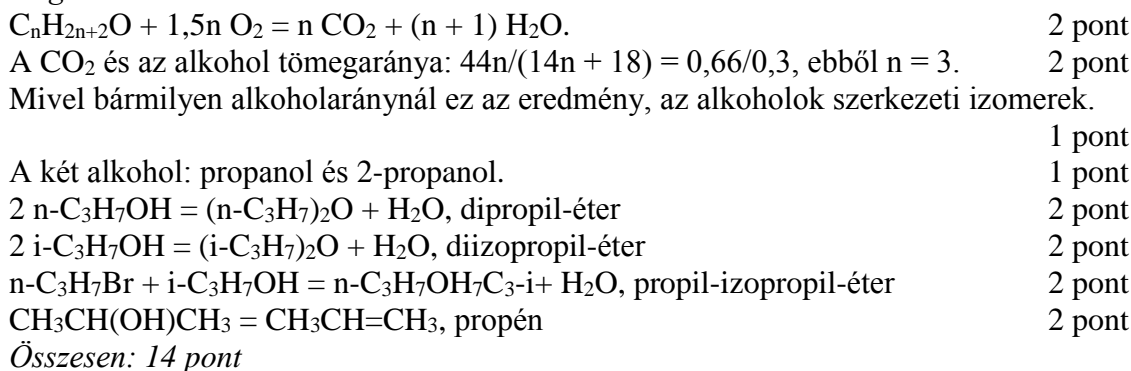 CₙH₂ₙ₊₂O + 1,5n O₂ = n CO₂ + (n + 1) H₂O. 2 pont
A CO₂ és az alkohol tömegaránya: 44n/(14n + 18) = 0,66/0,3, ebből n = 3. 2 pont
Mivel bármilyen alkoholaránynál ez az eredmény, az alkoholok szerkezeti izomerek.
1 pont
A két alkohol: propanol és 2-propanol. 1 pont
2 n-C₃H₇OH = (n-C₃H₇)₂O + H₂O, dipropil-éter 2 pont
2 i-C₃H₇OH = (i-C₃H₇)₂O + H₂O, diizopropil-éter 2 pont
n-C₃H₇Br + i-C₃H₇OH = n-C₃H₇OH₇C₃-i+ H₂O, propil-izopropil-éter 2 pont
CH₃CH(OH)CH₃ = CH₃CH=CH₃, propén 2 pont
Összesen: 14 pont